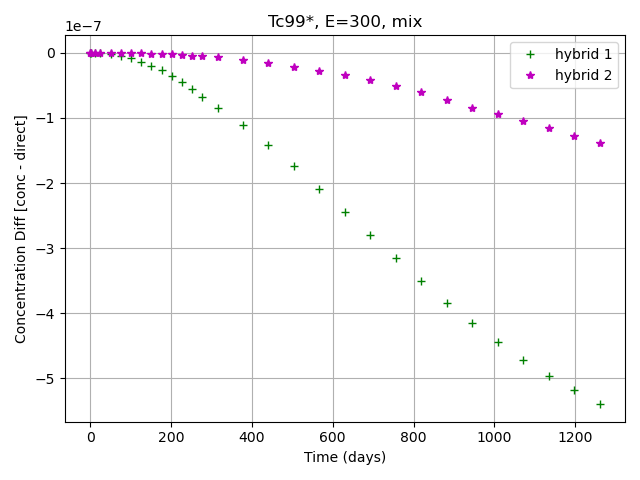 Tc99*, E=300, mix
1e−7
hybrid 1
hybrid 2
Concentration Diff [conc - direct]
0
−1
−2
−3
−4
−5
0 200 400 600 800 1000 1200
Time (days)